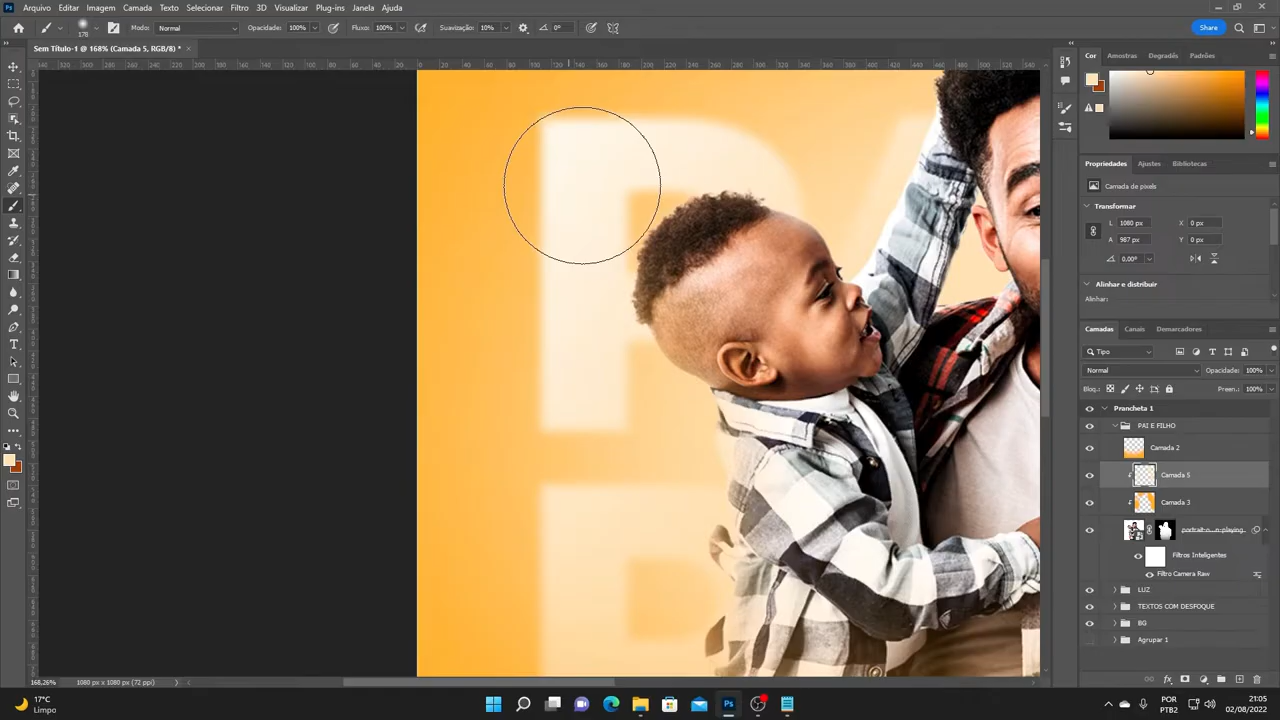 Arquivo Editar Imagem Camada Texto Selecionar Filtro 3D Visualizar Plug-ins Janela Ajuda
178 Modo: Normal Opacidade: 100% Fluxo: 100% Suavização: 10% 0° Share
Sem Título-1 @ 168% (Camada 5, RGB/8) * ×
Cor Amostras Degradês Padrões
Propriedades Ajustes Bibliotecas
Camada de pixels
Transformar
L 1080 px X 0 px
A 987 px Y 0 px
0,00°
Alinhar e distribuir
Alinhar:
Camadas Canais Demarcadores
Tipo
Normal Opacidade: 100%
Bloq.: Preen.: 100%
Prancheta 1
PAI E FILHO
Camada 2
Camada 5
Camada 3
portrait-o...n-playing...
Filtros Inteligentes
Filtro Camera Raw
LUZ
TEXTOS COM DESFOQUE
BG
Agrupar 1
168,26% 1080 px x 1080 px (72 ppi)
17°C
Limpo
POR
PTB2
21:05
02/08/2022